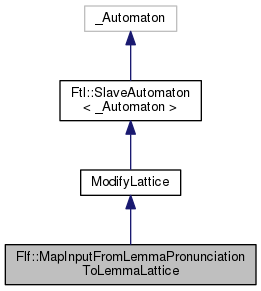 _Automaton
Ftl::SlaveAutomaton
< _Automaton >
ModifyLattice
Flf::MapInputFromLemmaPronunciation
ToLemmaLattice